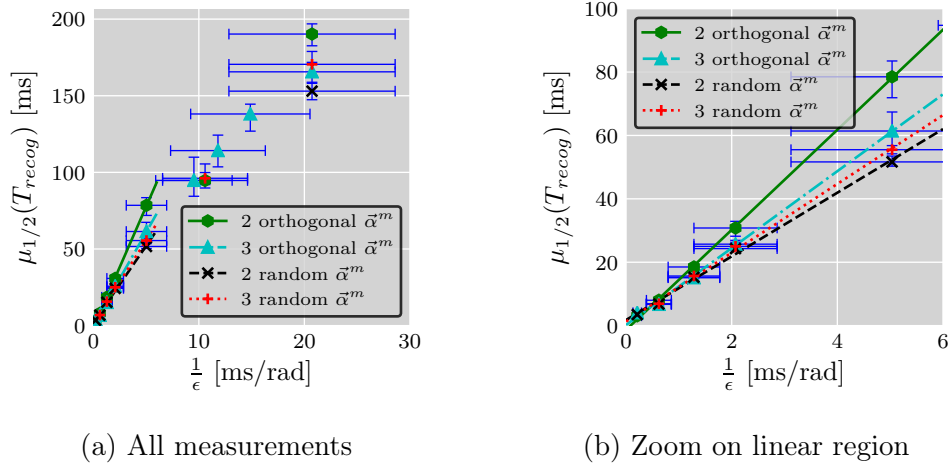 200
150
100
50
0
μ1/2(Trecog) [ms]
2 orthogonal α⃗^m
3 orthogonal α⃗^m
2 random α⃗^m
3 random α⃗^m
0 10 20 30
1/ϵ [ms/rad]
(a) All measurements
100
80
60
40
20
0
μ1/2(Trecog) [ms]
2 orthogonal α⃗^m
3 orthogonal α⃗^m
2 random α⃗^m
3 random α⃗^m
0 2 4 6
1/ϵ [ms/rad]
(b) Zoom on linear region